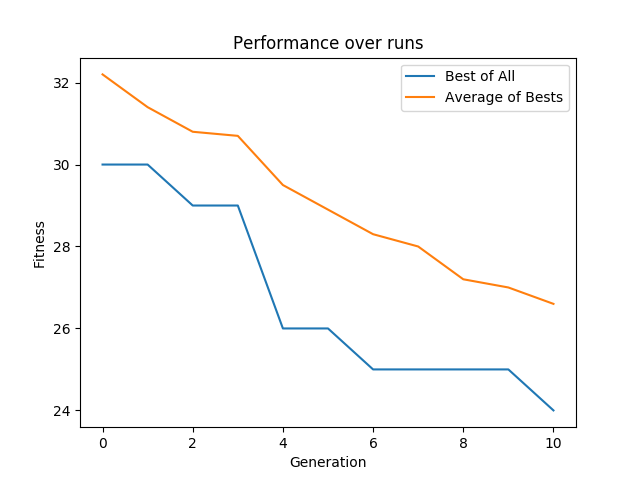 Performance over runs
Best of All
Average of Bests
32
30
28
26
24
Fitness
0 2 4 6 8 10
Generation